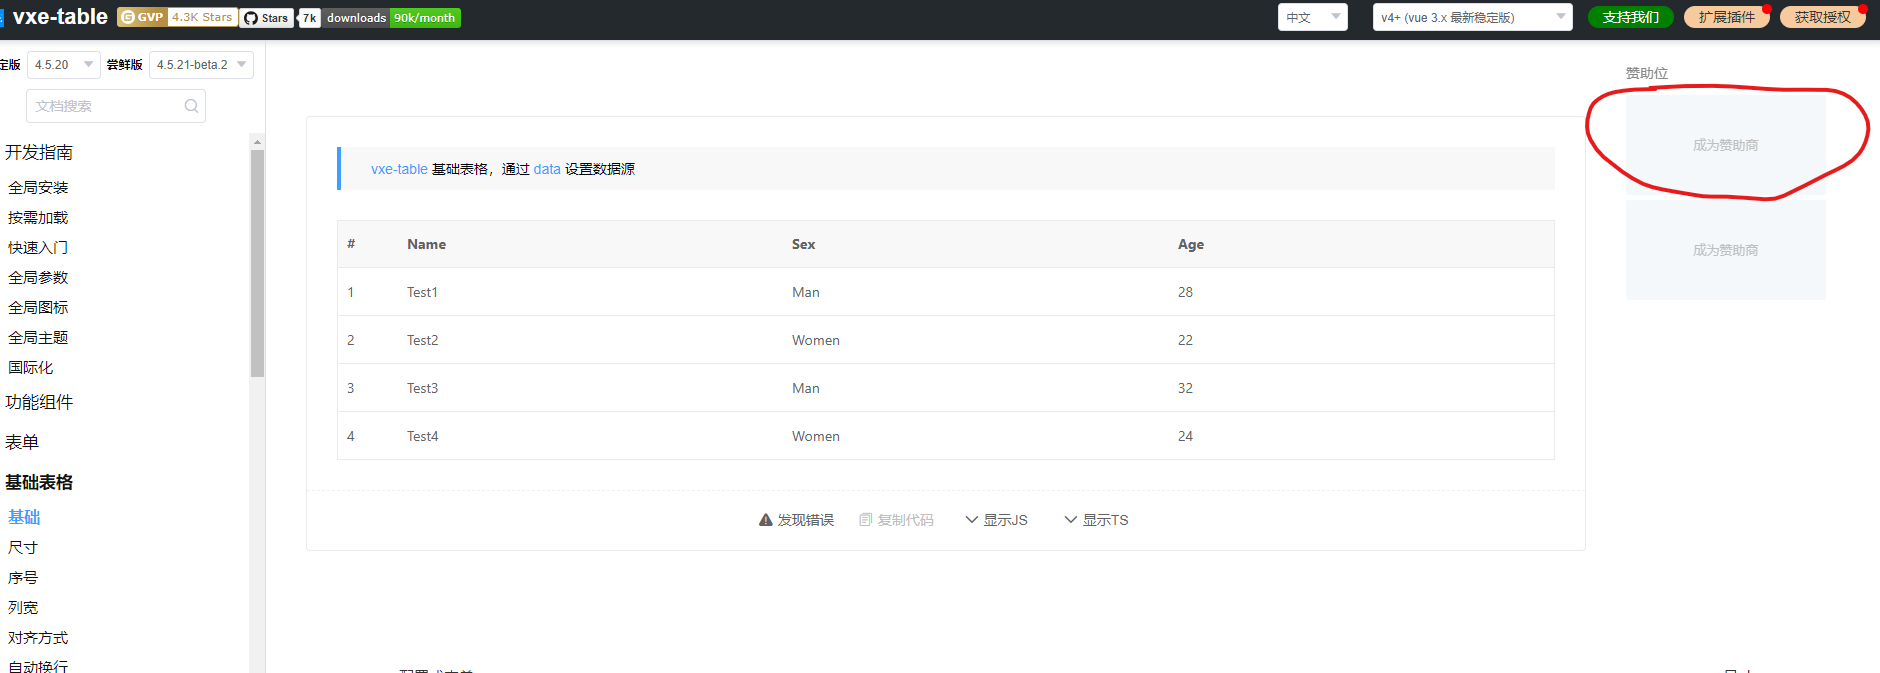 vxe-table GVP 4.3K Stars Stars 7k downloads 90k/month 中文 v4+ (vue 3.x 最新稳定版) 支持我们 扩展插件 获取授权
定版 4.5.20 尝鲜版 4.5.21-beta.2
文档搜索
开发指南
全局安装
按需加载
快速入门
全局参数
全局图标
全局主题
国际化
功能组件
表单
基础表格
基础
尺寸
序号
列宽
对齐方式
自动换行
vxe-table 基础表格，通过 data 设置数据源
# Name Sex Age
1 Test1 Man 28
2 Test2 Women 22
3 Test3 Man 32
4 Test4 Women 24
发现错误 复制代码 显示JS 显示TS
赞助位
成为赞助商
成为赞助商